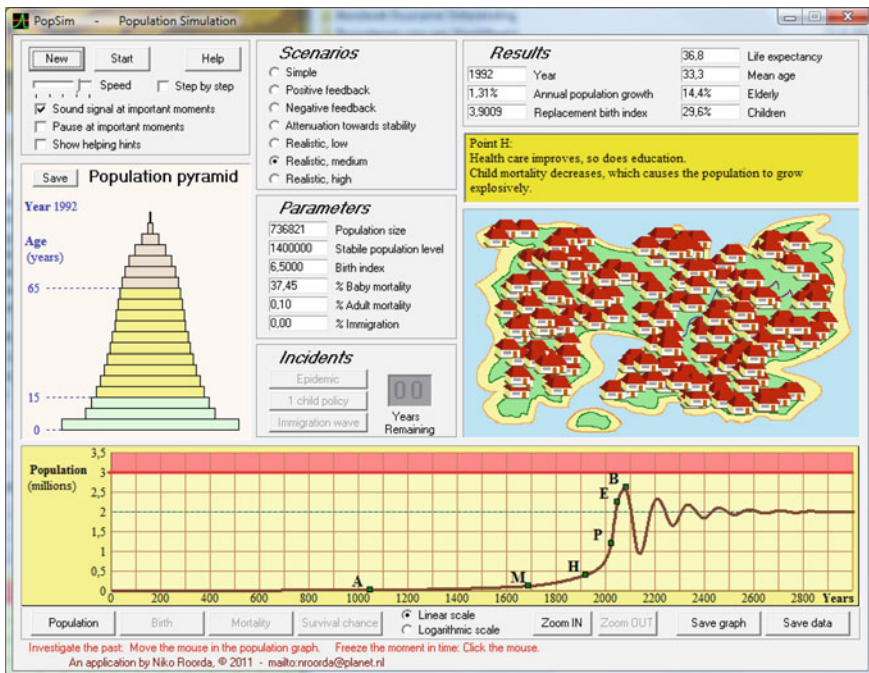 PopSim - Population Simulation
New Start Help
Speed Step by step
Sound signal at important moments
Pause at important moments
Show helping hints
Scenarios
Simple
Positive feedback
Negative feedback
Attenuation towards stability
Realistic, low
Realistic, medium
Realistic, high
Results
1992 Year
1,31% Annual population growth
3,9009 Replacement birth index
36,8 Life expectancy
33,3 Mean age
14,4% Elderly
29,6% Children
Point H:
Health care improves, so does education.
Child mortality decreases, which causes the population to grow
explosively.
Save Population pyramid
Year 1992
Age
(years)
65
15
0
Parameters
736821 Population size
1400000 Stabile population level
6,5000 Birth index
37,45 % Baby mortality
0,10 % Adult mortality
0,00 % Immigration
Incidents
Epidemic
1 child policy
Immigration wave
00
Years
Remaining
Population
(millions)
3,5
3
2,5
2
1,5
1
0,5
0
A M H P E B
0 200 400 600 800 1000 1200 1400 1600 1800 2000 2200 2400 2600 2800 Years
Population Birth Mortality Survival chance
Linear scale
Logarithmic scale
Zoom IN Zoom OUT Save graph Save data
Investigate the past: Move the mouse in the population graph. Freeze the moment in time: Click the mouse.
An application by Niko Roorda, © 2011 - mailto:nroorda@planet.nl